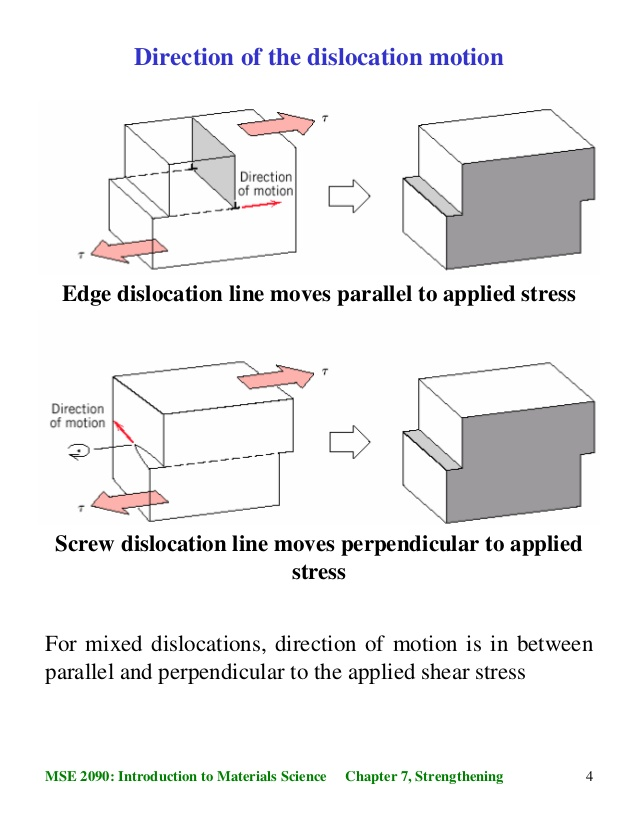 Direction of the dislocation motion
τ
Direction
of motion
τ
Edge dislocation line moves parallel to applied stress
τ
Direction
of motion
τ
Screw dislocation line moves perpendicular to applied
stress
For mixed dislocations, direction of motion is in between
parallel and perpendicular to the applied shear stress
MSE 2090: Introduction to Materials Science Chapter 7, Strengthening 4